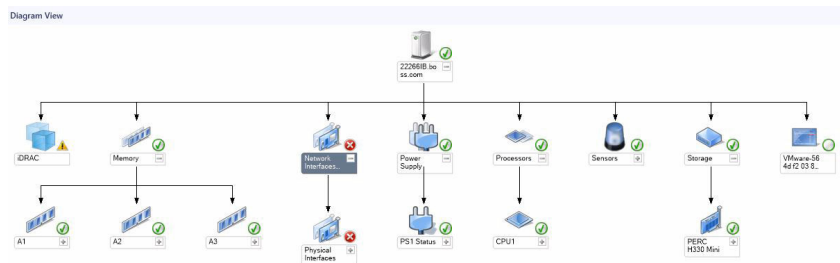 Diagram View
22266IB.bo
ss.com
iDRAC
Memory
Network
Interfaces...
Power
Supply
Processors
Sensors
Storage
VMware-56
4d f2 03 8...
A1
A2
A3
Physical
Interfaces
PS1 Status
CPU1
PERC
H330 Mini